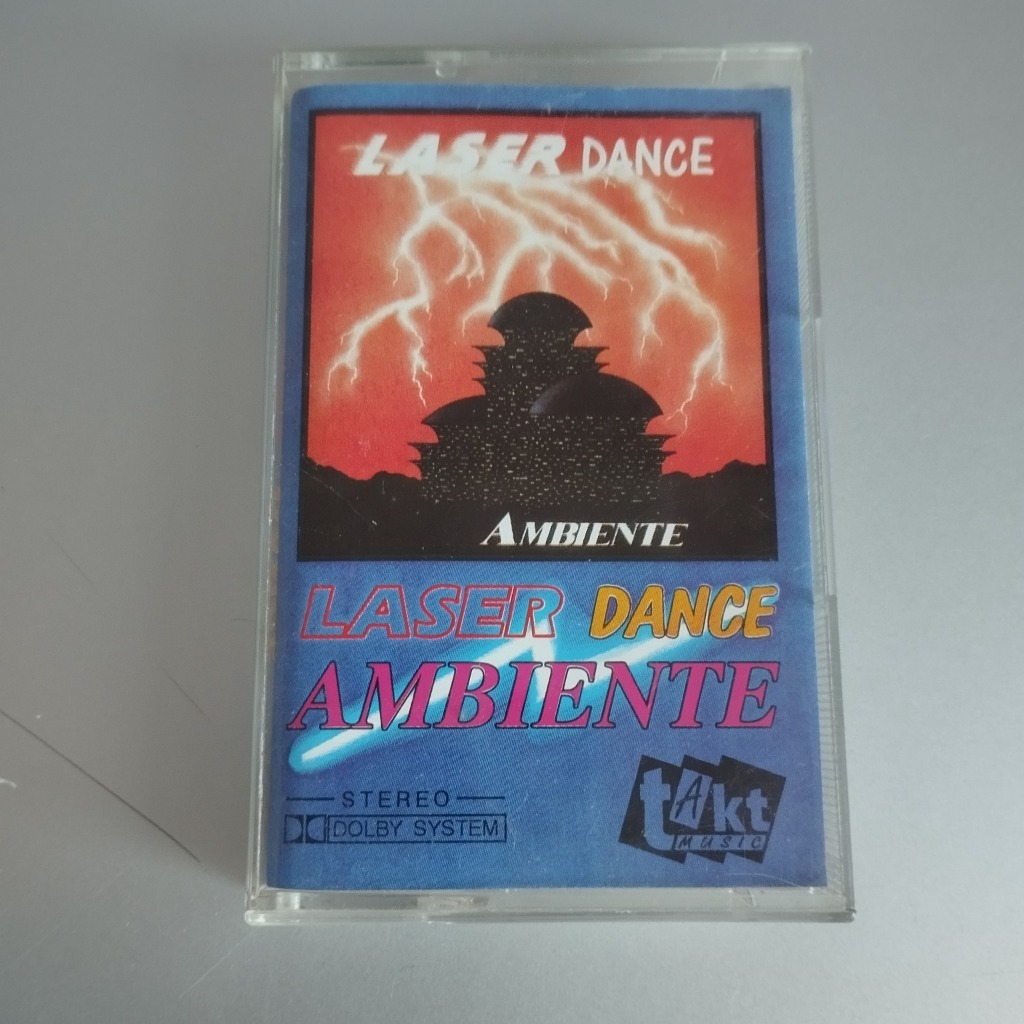 LASER DANCE
AMBIENTE
LASER DANCE
AMBIENTE
STEREO
DOLBY SYSTEM
tAkt
MUSIC